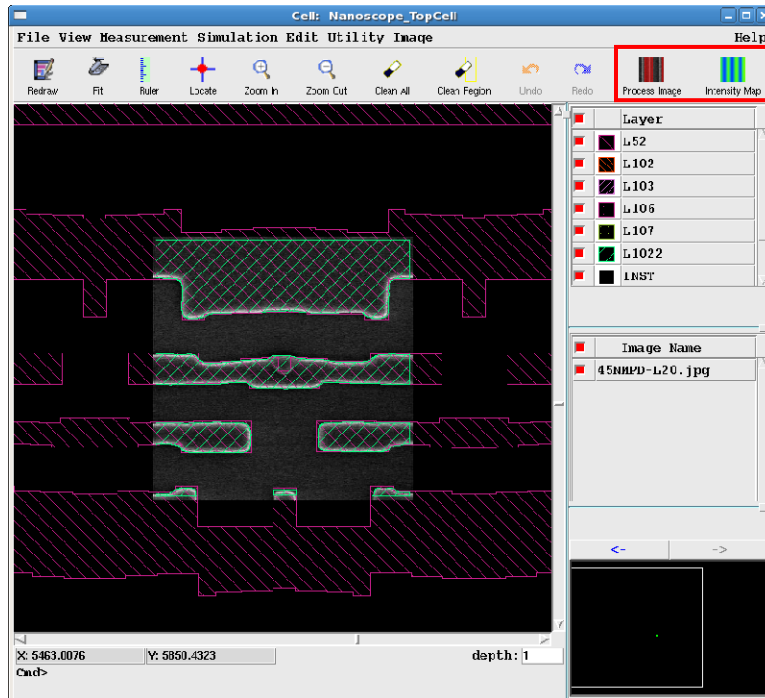 Cell: Nanoscope_TopCell
File View Measurement Simulation Edit Utility Image Help
Redraw Fit Ruler Locate Zoom In Zoom Out Clean All Clean Region Undo Redo Process Image Intensity Map
Layer
L52
L102
L103
L106
L107
L1022
INST
Image Name
45NMPD-L20.jpg
<- ->
X: 5463.0076 Y: 5850.4323 depth: 1
Cmd>